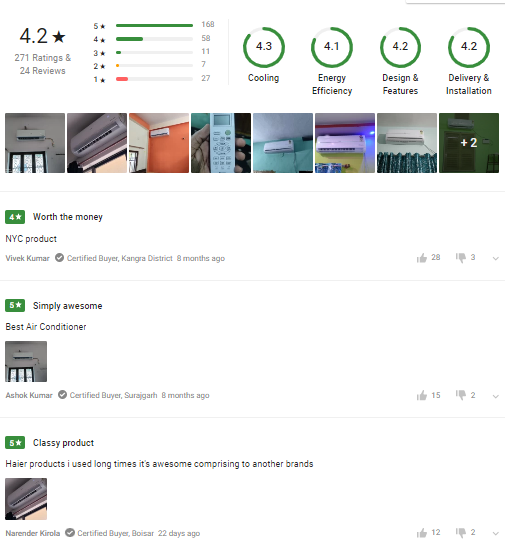 4.2★
271 Ratings &
24 Reviews
5★ 168
4★ 58
3★ 11
2★ 7
1★ 27
4.3
Cooling
4.1
Energy
Efficiency
4.2
Design &
Features
4.2
Delivery &
Installation
+ 2
4★ Worth the money
NYC product
Vivek Kumar Certified Buyer, Kangra District 8 months ago 28 3
5★ Simply awesome
Best Air Conditioner
Ashok Kumar Certified Buyer, Surajgarh 8 months ago 15 2
5★ Classy product
Haier products i used long times it's awesome comprising to another brands
Narender Kirola Certified Buyer, Boisar 22 days ago 12 2